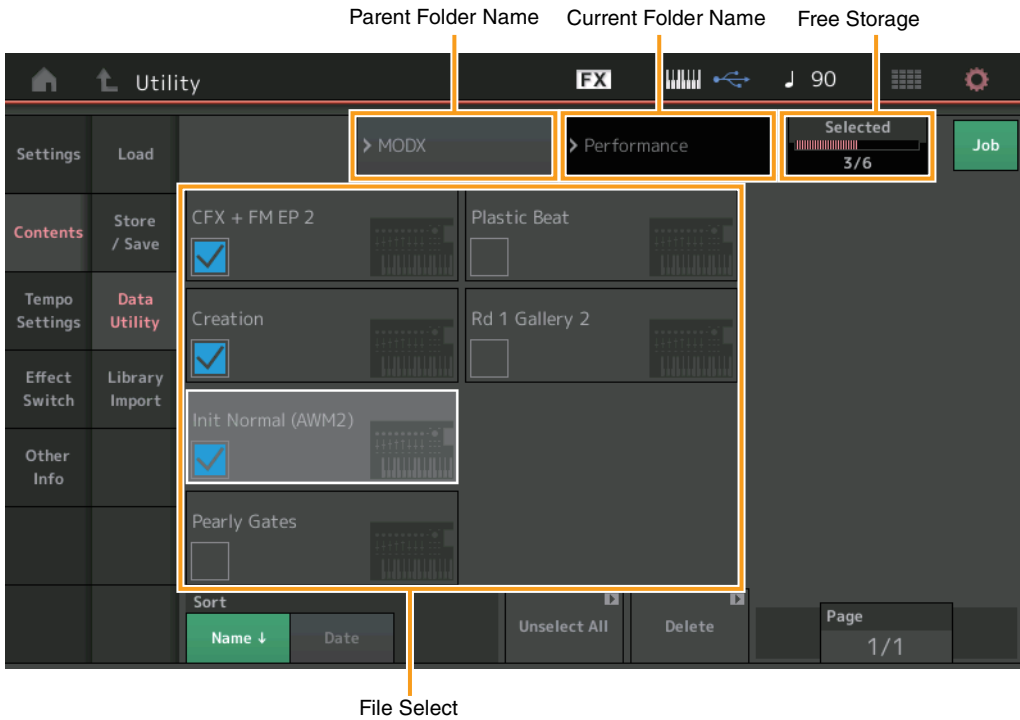 Parent Folder Name
Current Folder Name
Free Storage
Utility
FX
90
Settings
Load
> MODX
> Performance
Selected
3/6
Job
Contents
Store
/ Save
CFX + FM EP 2
Plastic Beat
Tempo
Settings
Data
Utility
Creation
Rd 1 Gallery 2
Effect
Switch
Library
Import
Init Normal (AWM2)
Other
Info
Pearly Gates
Sort
Name ↓
Date
Unselect All
Delete
Page
1/1
File Select